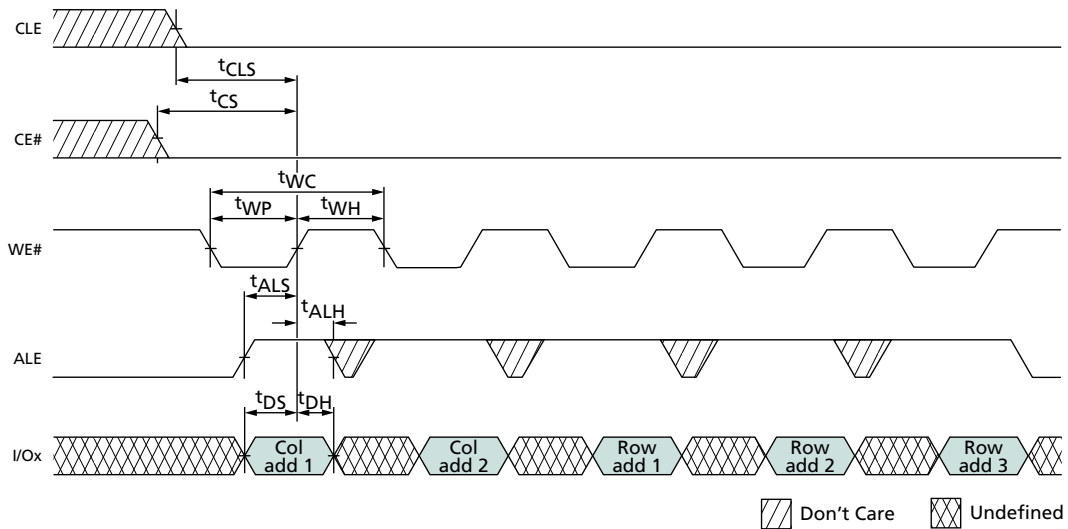 CLE
tCLS
tCS
CE#
tWC
tWP
tWH
WE#
tALS
tALH
ALE
tDS
tDH
I/Ox
Col
add 1
Col
add 2
Row
add 1
Row
add 2
Row
add 3
Don't Care
Undefined